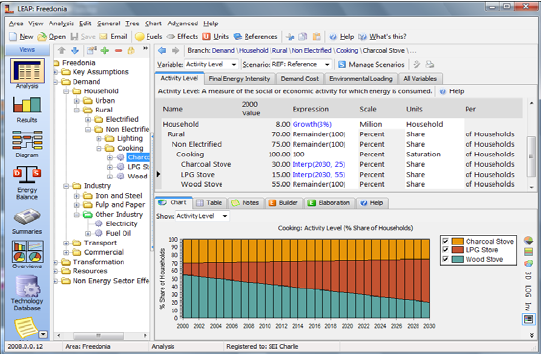 LEAP: Freedonia
Area View Analysis Edit General Tree Chart Advanced Help
New Open Save Email Fuels Effects Units References Help What's this?
Views
Analysis
Results
Diagram
Energy Balance
Summaries
Overviews
Technology Database
Notes
Freedonia
Key Assumptions
Demand
Household
Urban
Rural
Electrified
Non Electrifie
Lighting
Cooking
Charco
LPG St
Wood
Industry
Iron and Steel
Pulp and Paper
Other Industry
Electricity
Fuel Oil
Transport
Commercial
Transformation
Resources
Non Energy Sector Effe
Branch: Demand\Household\Rural\Non Electrified\Cooking\Charcoal Stove
Variable: Activity Level Scenario: REF: Reference Manage Scenarios
Activity Level Final Energy Intensity Demand Cost Environmental Loading All Variables
Activity Level: A measure of the social or economic activity for which energy is consumed. Help
Name 2000 Value Expression Scale Units Per
Household 8.00 Growth(3%) Million Household
Rural 70.00 Remainder(100) Percent Share of Households
Non Electrified 75.00 Remainder(100) Percent Share of Households
Cooking 100.00 100 Percent Saturation of Households
Charcoal Stove 30.00 Interp(2030, 25) Percent Share of Households
LPG Stove 15.00 Interp(2030, 55) Percent Share of Households
Wood Stove 55.00 Remainder(100) Percent Share of Households
Chart Table Notes Builder Elaboration Help
Show: Activity Level
Cooking: Activity Level (% Share of Households)
% Share of Households
100
90
80
70
60
50
40
30
20
10
0
2000 2002 2004 2006 2008 2010 2012 2014 2016 2018 2020 2022 2024 2026 2028 2030
Charcoal Stove
LPG Stove
Wood Stove
3D
LOG
Int
2008.0.0.12 Area: Freedonia Analysis Registered to: SEI Charlie